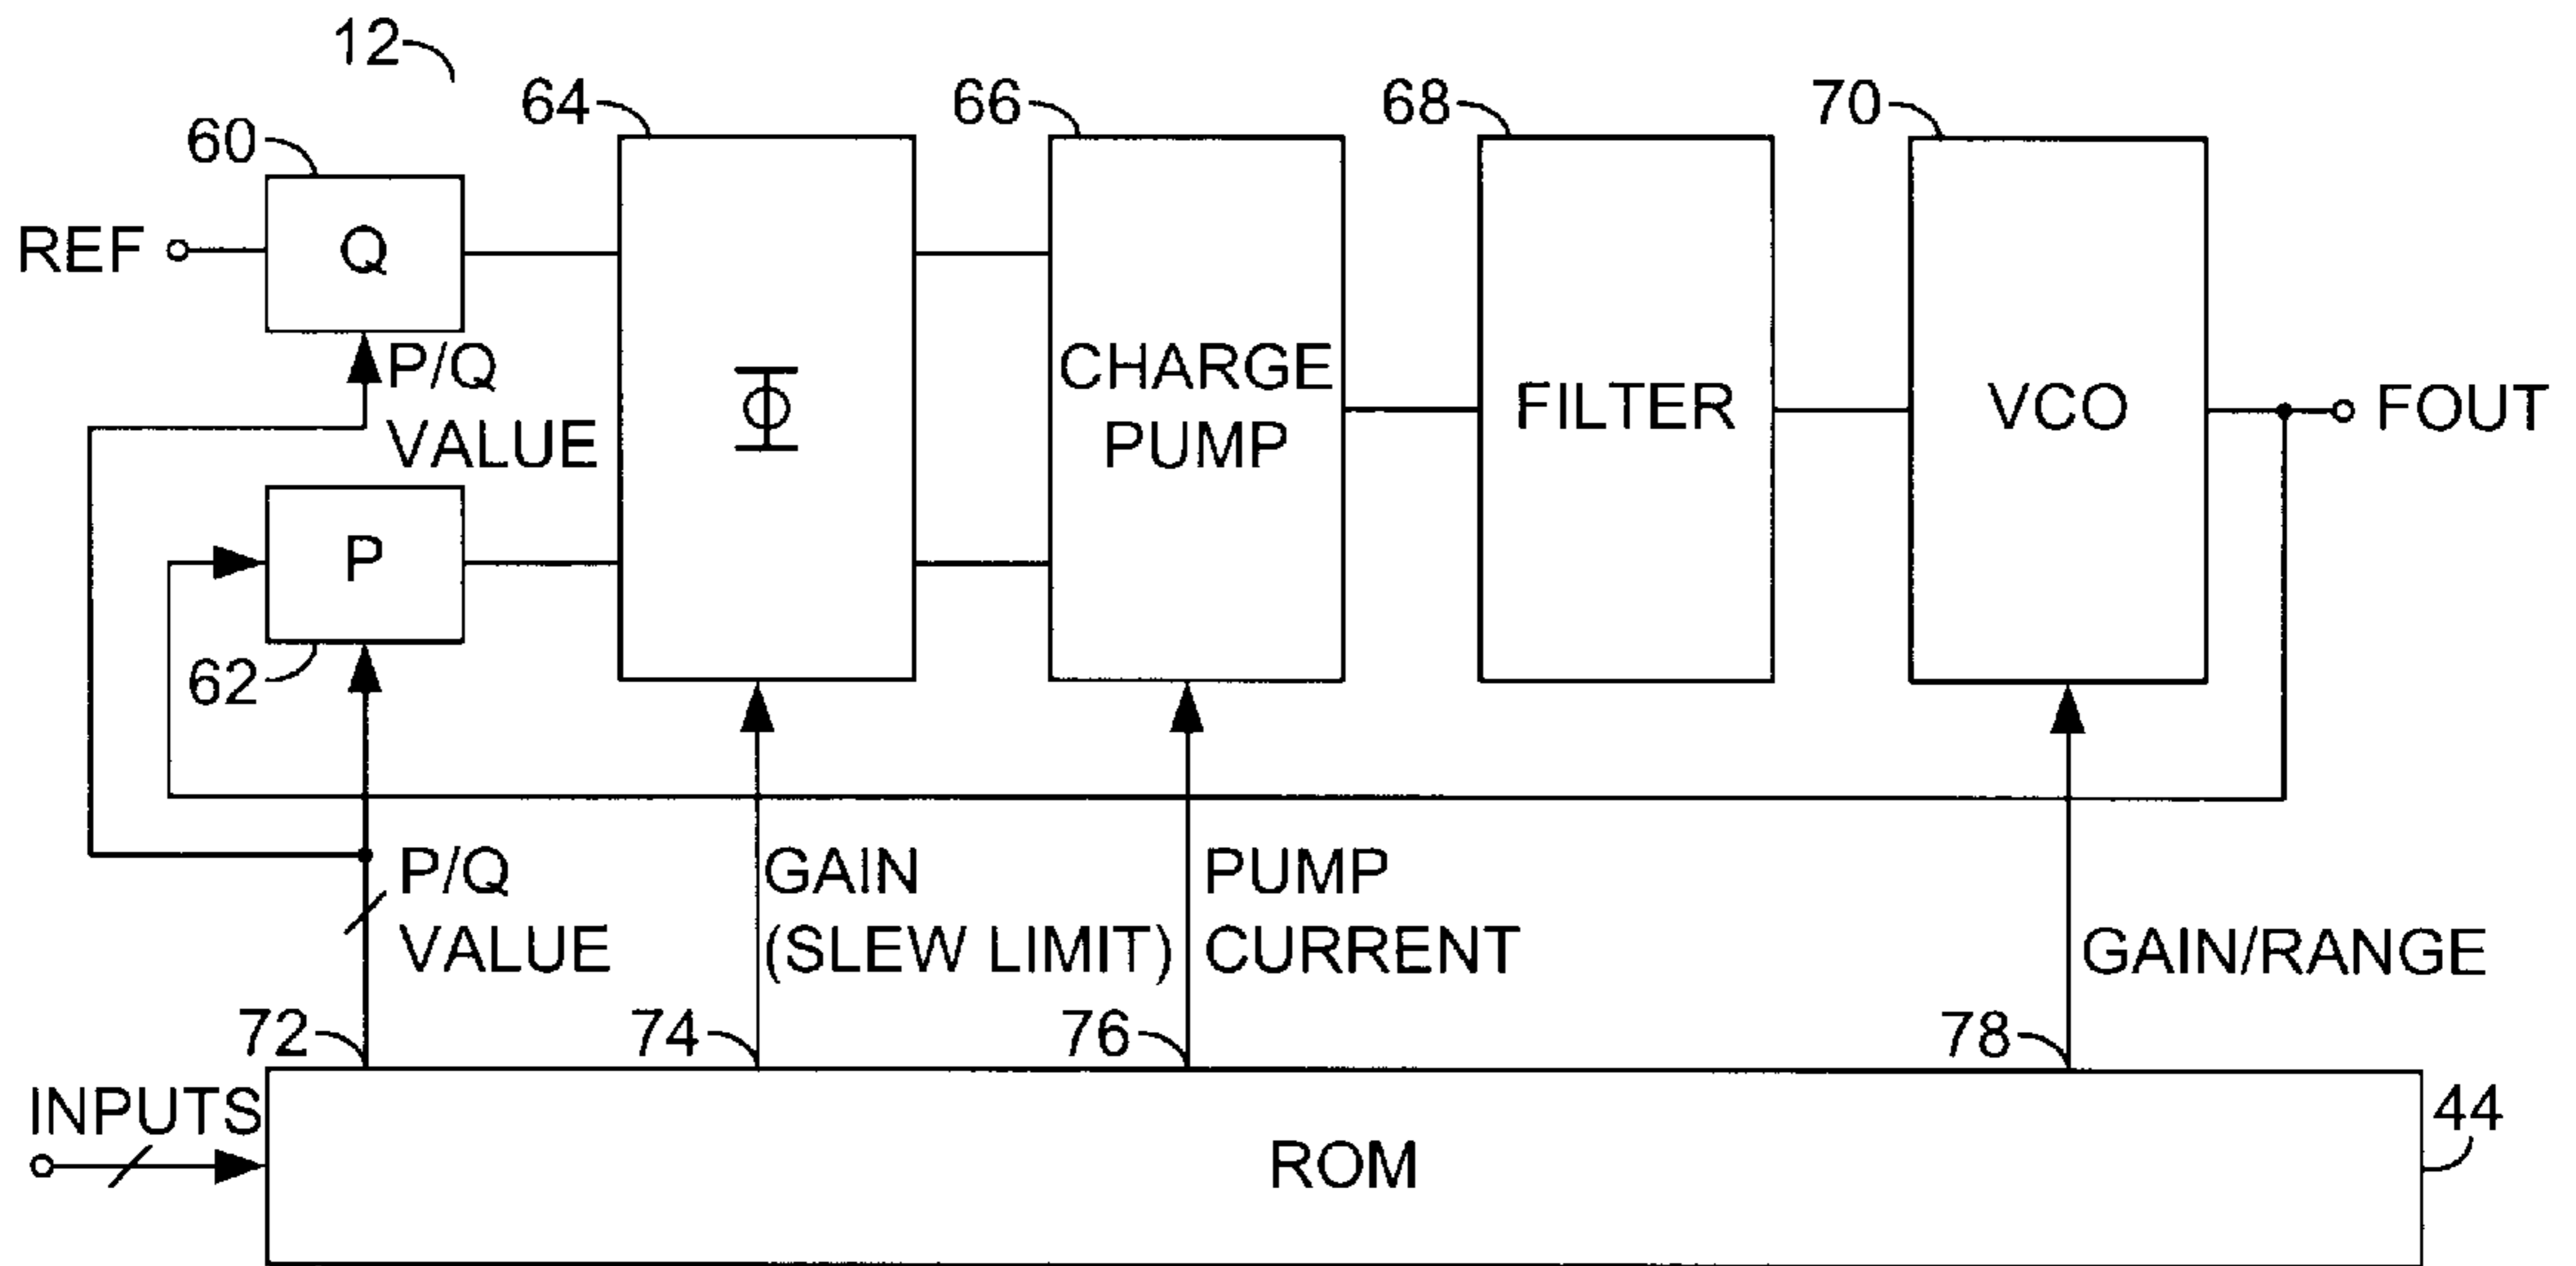 12
64
66
68
70
60
REF
Q
P/Q
VALUE
Φ
CHARGE
PUMP
FILTER
VCO
FOUT
P
62
P/Q
VALUE
GAIN
(SLEW LIMIT)
PUMP
CURRENT
GAIN/RANGE
72
74
76
78
INPUTS
ROM
44